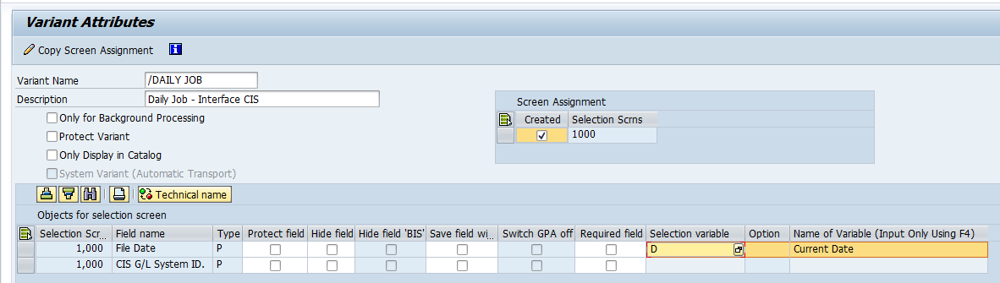 Variant Attributes
Copy Screen Assignment
Variant Name /DAILY JOB
Description Daily Job - Interface CIS
Only for Background Processing
Protect Variant
Only Display in Catalog
System Variant (Automatic Transport)
Screen Assignment
Created Selection Scrns
1000
Technical name
Objects for selection screen
Selection Scr... Field name Type Protect field Hide field Hide field 'BIS' Save field wi... Switch GPA off Required field Selection variable Option Name of Variable (Input Only Using F4)
1,000 File Date P D Current Date
1,000 CIS G/L System ID. P